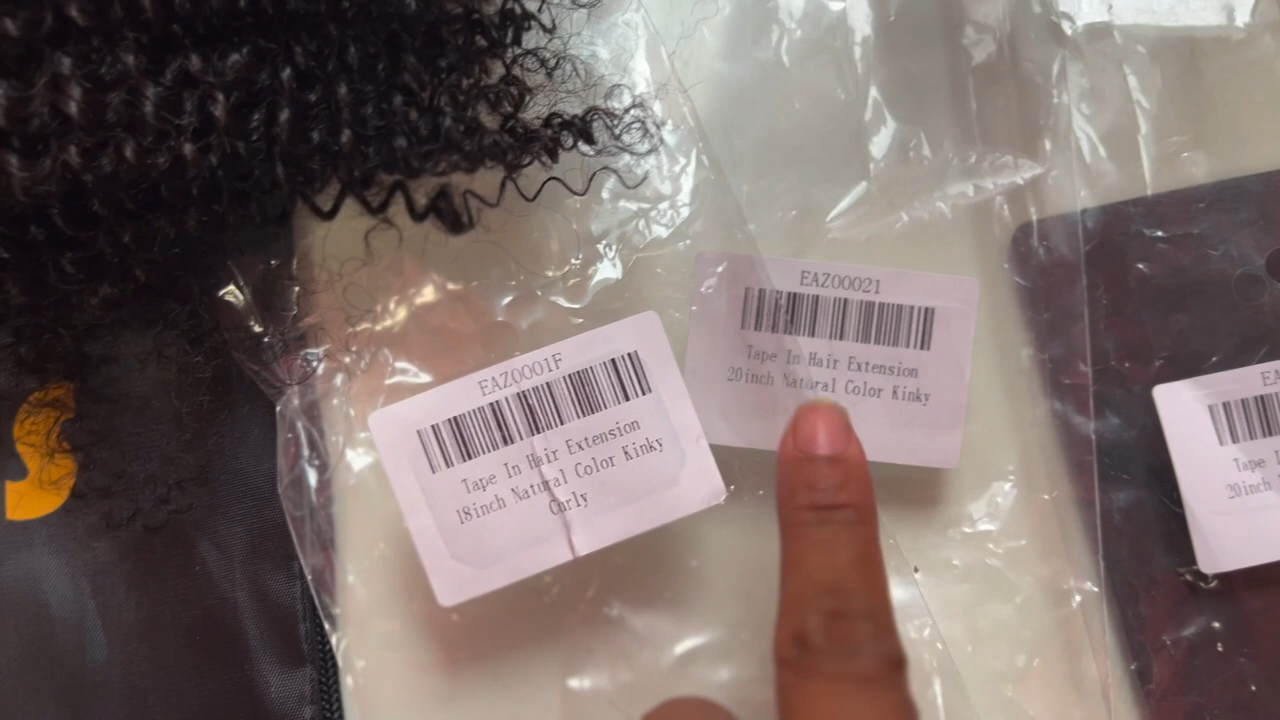 EAZ0001F
Tape In Hair Extension
18inch Natural Color Kinky
Curly
EAZ00021
Tape In Hair Extension
20inch Natural Color Kinky
EA
Tape
20inch
S